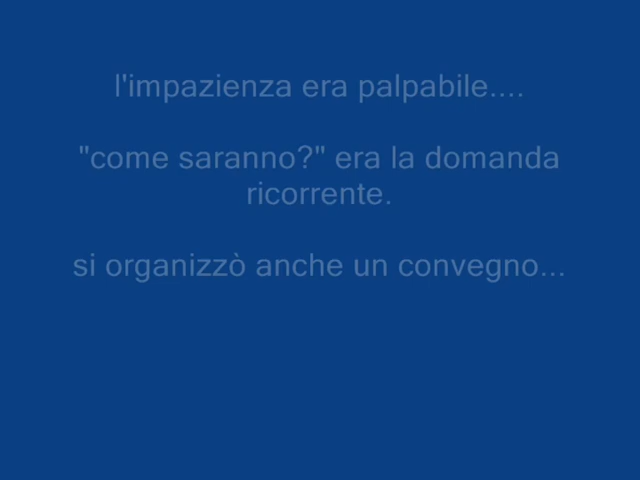 l'impazienza era palpabile....
"come saranno?" era la domanda
ricorrente.
si organizzò anche un convegno...